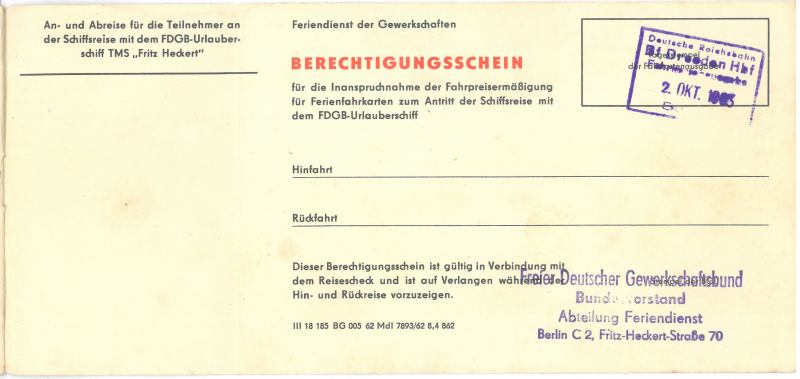 An- und Abreise für die Teilnehmer an
der Schiffsreise mit dem FDGB-Urlauber-
schiff TMS „Fritz Heckert"
Feriendienst der Gewerkschaften
BERECHTIGUNGSSCHEIN
für die Inanspruchnahme der Fahrpreisermäßigung
für Ferienfahrkarten zum Antritt der Schiffsreise mit
dem FDGB-Urlauberschiff
Deutsche Reichsbahn
Bf Dresden Hbf
2. OKT. 1963
Hinfahrt
Rückfahrt
Dieser Berechtigungsschein ist gültig in Verbindung mit
dem Reisescheck und ist auf Verlangen während der
Hin- und Rückreise vorzuzeigen.
III 18 185 BG 005 62 MdI 7893/62 8,4 862
Freier Deutscher Gewerkschaftsbund
Bundesvorstand
Abteilung Feriendienst
Berlin C 2, Fritz-Heckert-Straße 70